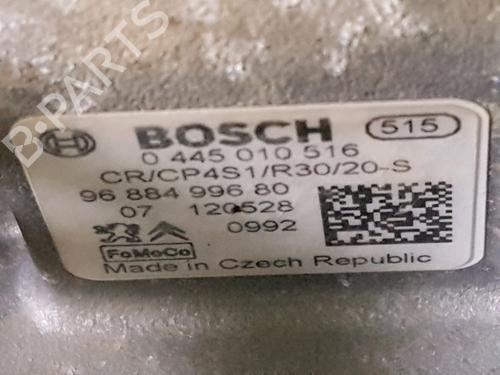 B-PARTS
BOSCH 515
0 445 010 516
CR/CP4S1/R30/20-S
96 884 996 80
07 120528
0992
FoMoCo
Made in Czech Republic